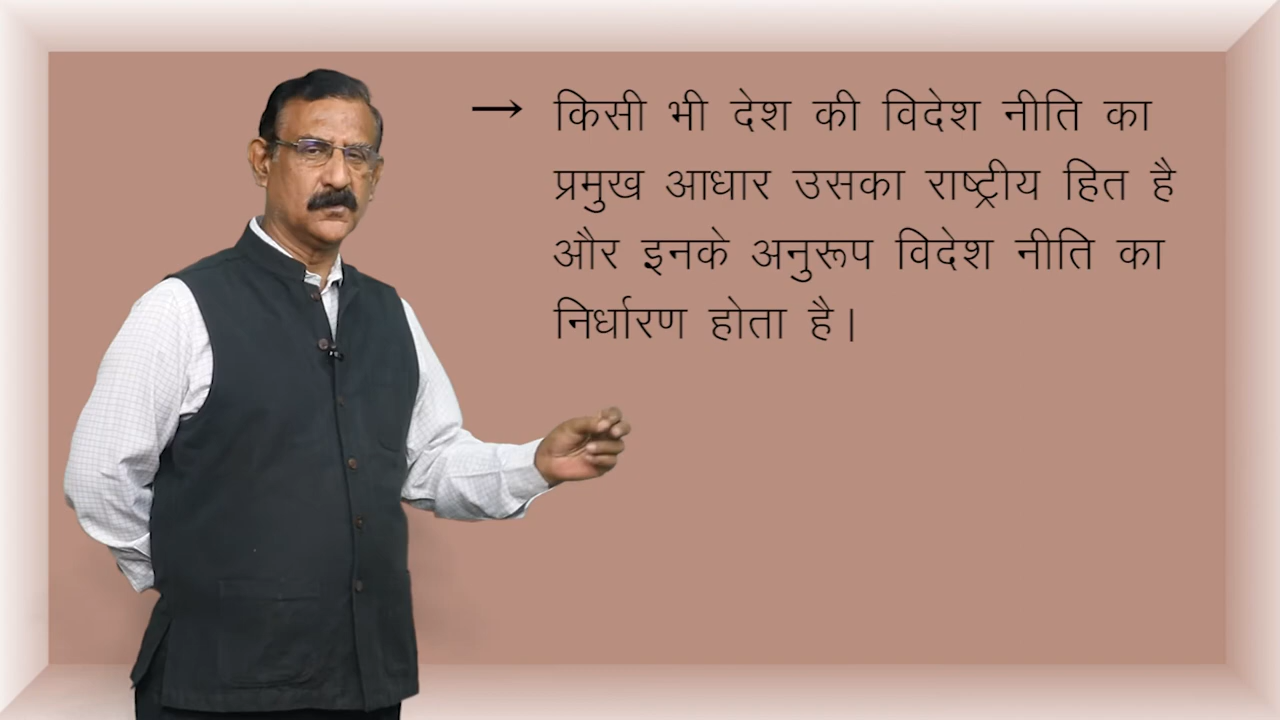 → किसी भी देश की विदेश नीति का
प्रमुख आधार उसका राष्ट्रीय हित है
और इनके अनुरूप विदेश नीति का
निर्धारण होता है।